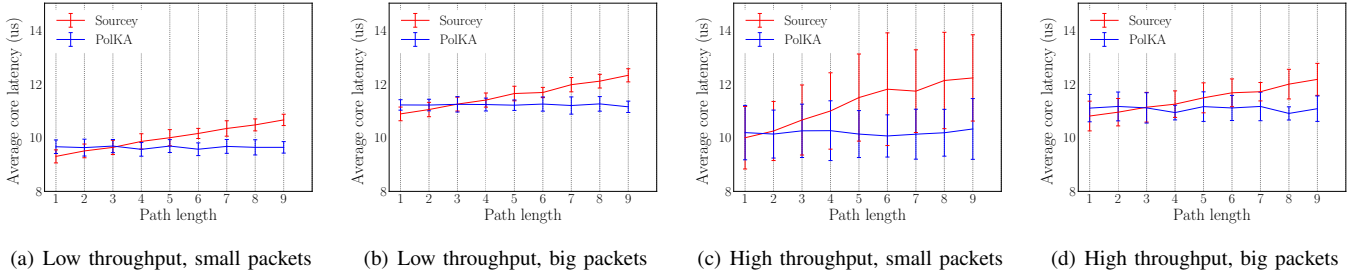 14
12
10
8
Average core latency (us)
Sourcey
PolKA
1 2 3 4 5 6 7 8 9
Path length
(a) Low throughput, small packets
14
12
10
8
Average core latency (us)
Sourcey
PolKA
1 2 3 4 5 6 7 8 9
Path length
(b) Low throughput, big packets
14
12
10
8
Average core latency (us)
Sourcey
PolKA
1 2 3 4 5 6 7 8 9
Path length
(c) High throughput, small packets
14
12
10
8
Average core latency (us)
Sourcey
PolKA
1 2 3 4 5 6 7 8 9
Path length
(d) High throughput, big packets